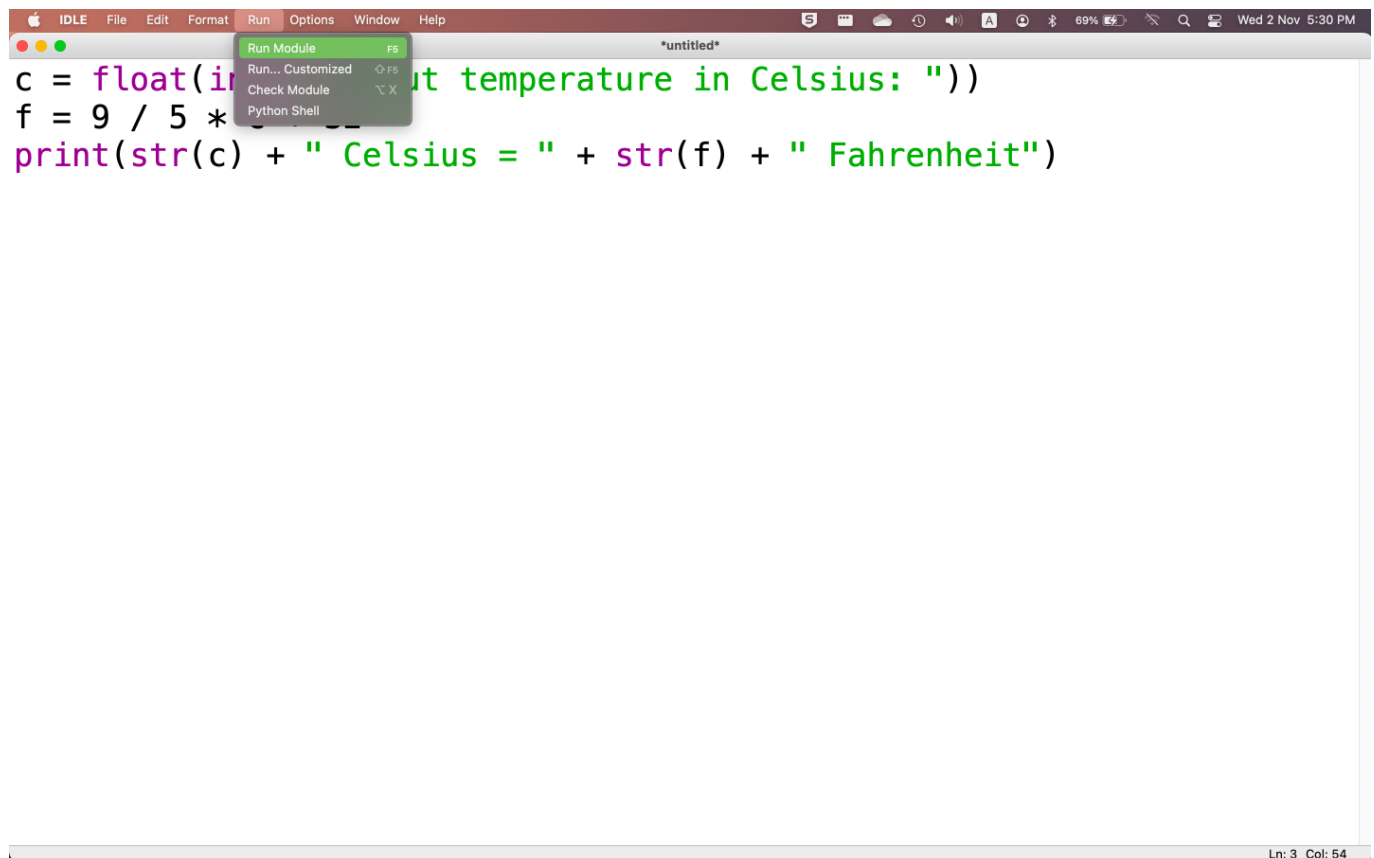 IDLE File Edit Format Run Options Window Help A 69% Wed 2 Nov 5:30 PM
*untitled*
Run Module F5
Run... Customized ⇧ F5
Check Module ⌥ X
Python Shell
c = float(in ut temperature in Celsius: "))
f = 9 / 5 *
print(str(c) + " Celsius = " + str(f) + " Fahrenheit")
Ln: 3 Col: 54